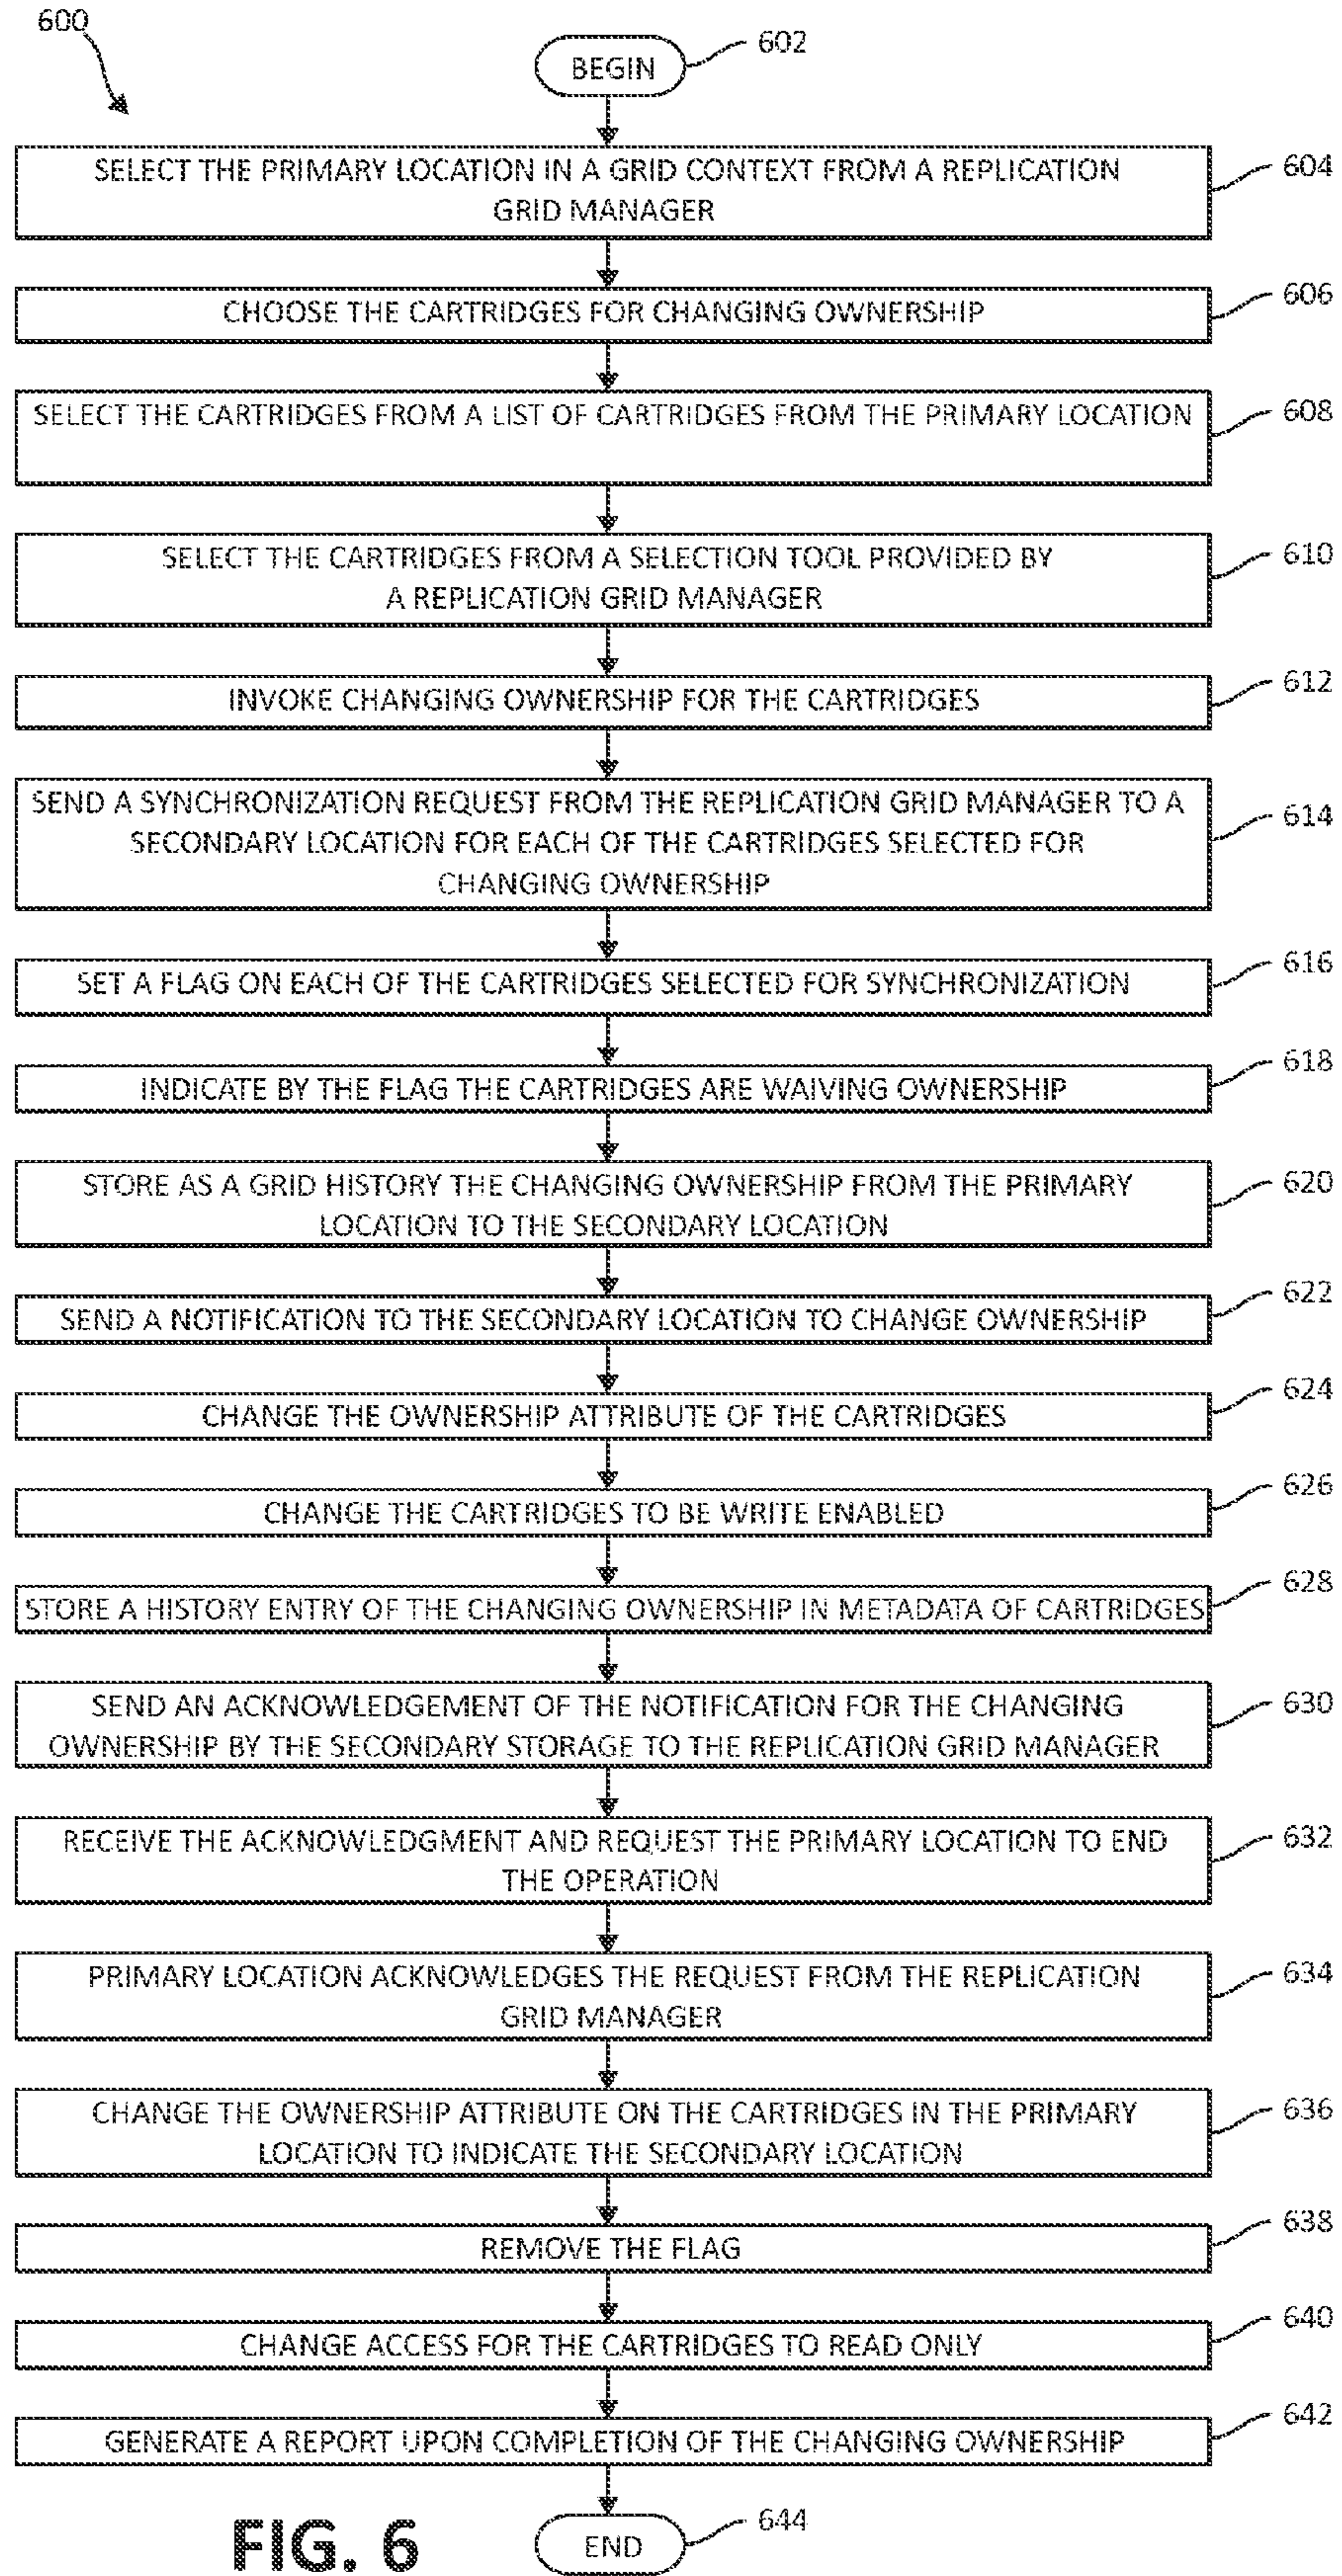 600
BEGIN
602
SELECT THE PRIMARY LOCATION IN A GRID CONTEXT FROM A REPLICATION
GRID MANAGER
604
CHOOSE THE CARTRIDGES FOR CHANGING OWNERSHIP
606
SELECT THE CARTRIDGES FROM A LIST OF CARTRIDGES FROM THE PRIMARY LOCATION
608
SELECT THE CARTRIDGES FROM A SELECTION TOOL PROVIDED BY
A REPLICATION GRID MANAGER
610
INVOKE CHANGING OWNERSHIP FOR THE CARTRIDGES
612
SEND A SYNCHRONIZATION REQUEST FROM THE REPLICATION GRID MANAGER TO A
SECONDARY LOCATION FOR EACH OF THE CARTRIDGES SELECTED FOR
CHANGING OWNERSHIP
614
SET A FLAG ON EACH OF THE CARTRIDGES SELECTED FOR SYNCHRONIZATION
616
INDICATE BY THE FLAG THE CARTRIDGES ARE WAIVING OWNERSHIP
618
STORE AS A GRID HISTORY THE CHANGING OWNERSHIP FROM THE PRIMARY
LOCATION TO THE SECONDARY LOCATION
620
SEND A NOTIFICATION TO THE SECONDARY LOCATION TO CHANGE OWNERSHIP
622
CHANGE THE OWNERSHIP ATTRIBUTE OF THE CARTRIDGES
624
CHANGE THE CARTRIDGES TO BE WRITE ENABLED
626
STORE A HISTORY ENTRY OF THE CHANGING OWNERSHIP IN METADATA OF CARTRIDGES
628
SEND AN ACKNOWLEDGEMENT OF THE NOTIFICATION FOR THE CHANGING
OWNERSHIP BY THE SECONDARY STORAGE TO THE REPLICATION GRID MANAGER
630
RECEIVE THE ACKNOWLEDGMENT AND REQUEST THE PRIMARY LOCATION TO END
THE OPERATION
632
PRIMARY LOCATION ACKNOWLEDGES THE REQUEST FROM THE REPLICATION
GRID MANAGER
634
CHANGE THE OWNERSHIP ATTRIBUTE ON THE CARTRIDGES IN THE PRIMARY
LOCATION TO INDICATE THE SECONDARY LOCATION
636
REMOVE THE FLAG
638
CHANGE ACCESS FOR THE CARTRIDGES TO READ ONLY
640
GENERATE A REPORT UPON COMPLETION OF THE CHANGING OWNERSHIP
642
FIG. 6
END
644